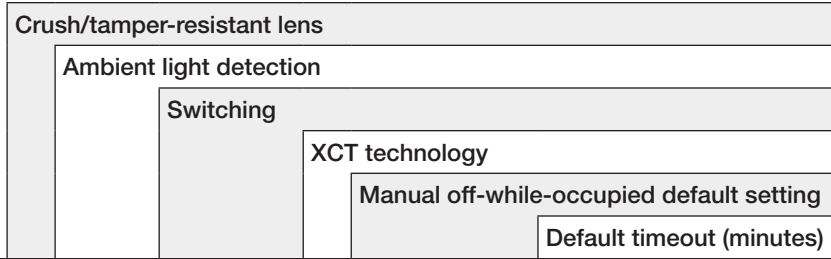 Crush/tamper-resistant lens
Ambient light detection
Switching
XCT technology
Manual off-while-occupied default setting
Default timeout (minutes)